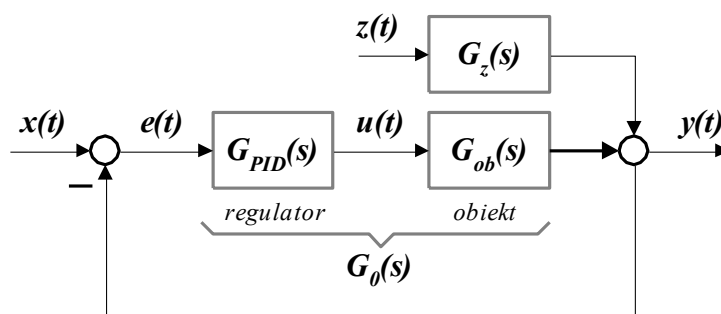 z(t)
G_z(s)
x(t)
e(t)
u(t)
y(t)
G_PID(s)
G_ob(s)
−
regulator
obiekt
G_0(s)